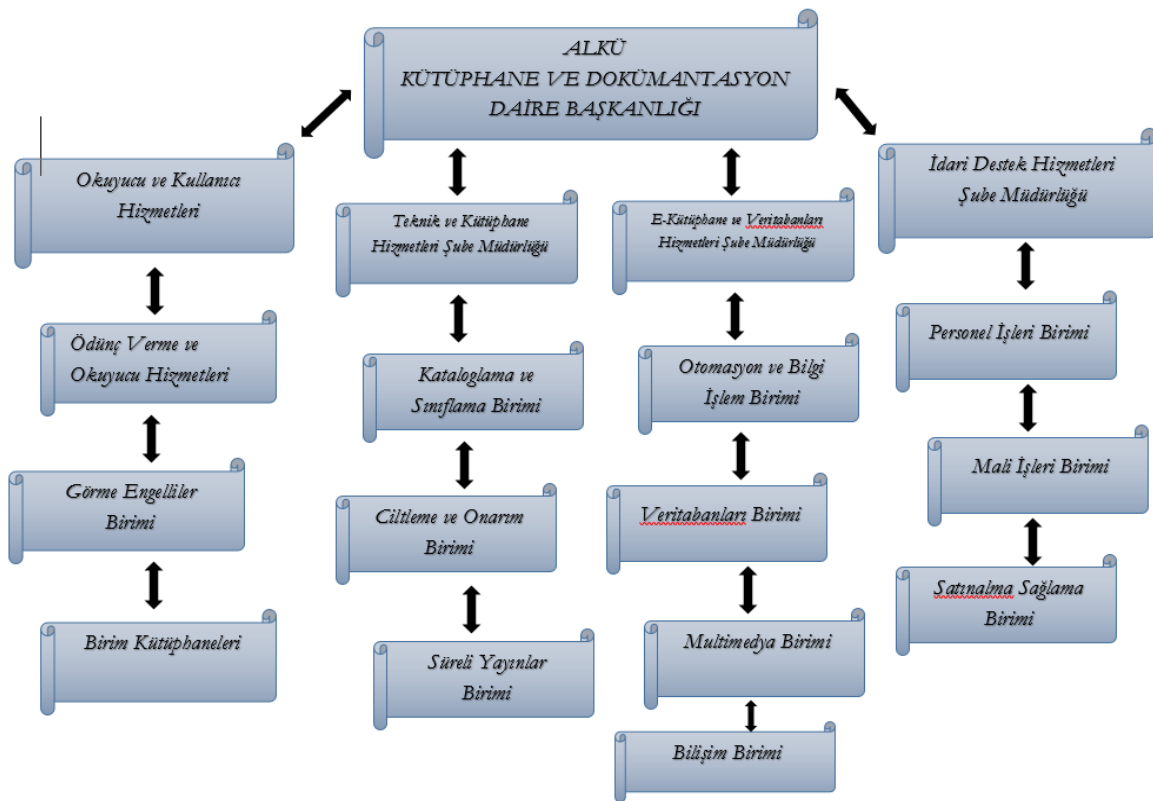 ALKÜ
KÜTÜPHANE VE DOKÜMANTASYON
DAİRE BAŞKANLIĞI
Okuyucu ve Kullanıcı
Hizmetleri
Ödünç Verme ve
Okuyucu Hizmetleri
Görme Engelliler
Birimi
Birim Kütüphaneleri
Teknik ve Kütüphane
Hizmetleri Şube Müdürlüğü
Kataloglama ve
Sınıflama Birimi
Ciltleme ve Onarım
Birimi
Süreli Yayınlar
Birimi
E-Kütüphane ve Veritabanları
Hizmetleri Şube Müdürlüğü
Otomasyon ve Bilgi
İşlem Birimi
Veritabanları Birimi
Multimedya Birimi
Bilişim Birimi
İdari Destek Hizmetleri
Şube Müdürlüğü
Personel İşleri Birimi
Mali İşleri Birimi
Satınalma Sağlama
Birimi